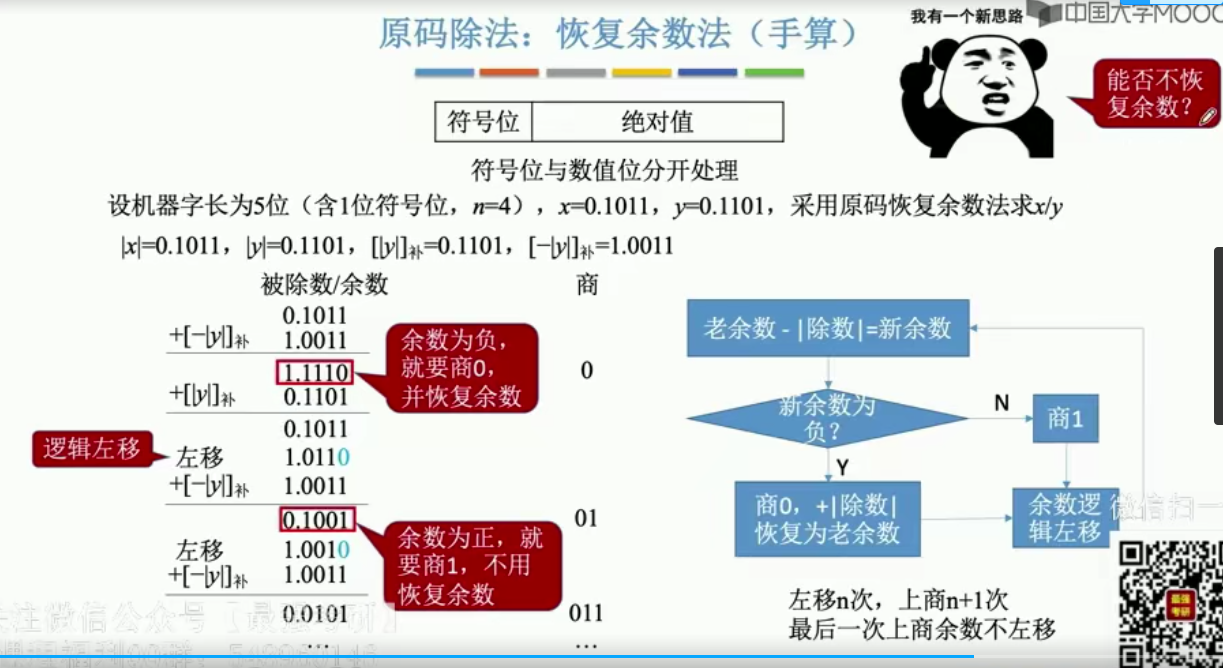 我有一个新思路
中国大学MOOC
原码除法：恢复余数法（手算）
能否不恢
复余数？
符号位 绝对值
符号位与数值位分开处理
设机器字长为5位（含1位符号位，n=4），x=0.1011，y=0.1101，采用原码恢复余数法求x/y
|x|=0.1011，|y|=0.1101，[|y|]补=0.1101，[−|y|]补=1.0011
被除数/余数 商
0.1011
+[−|y|]补 1.0011
1.1110 0
+[|y|]补 0.1101
余数为负，
就要商0，
并恢复余数
0.1011
逻辑左移
左移 1.0110
+[−|y|]补 1.0011
0.1001 01
左移 1.0010
+[−|y|]补 1.0011
余数为正，就
要商1，不用
恢复余数
0.0101 011
... ...
老余数 - |除数|=新余数
新余数为
负？
N
商1
Y
商0，+|除数|
恢复为老余数
余数逻
辑左移
微信扫一
左移n次，上商n+1次
最后一次上商余数不左移
最强
考研
注微信公众号